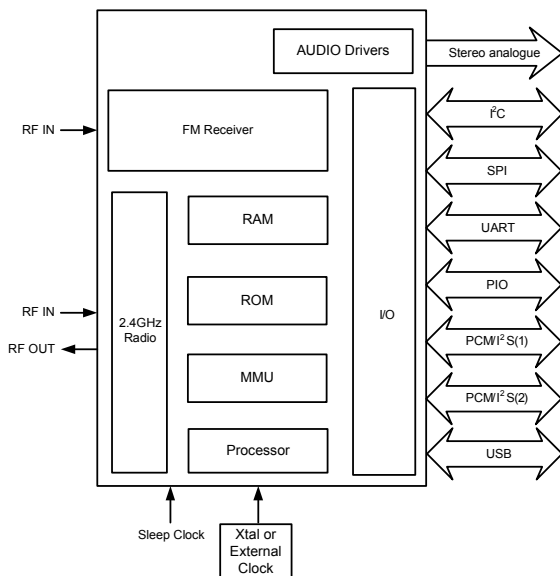 AUDIO Drivers
Stereo analogue
RF IN
FM Receiver
I²C
SPI
RAM
UART
ROM
PIO
RF IN
2.4GHz
Radio
I/O
RF OUT
PCM/I²S(1)
MMU
PCM/I²S(2)
Processor
USB
Sleep Clock
Xtal or
External
Clock